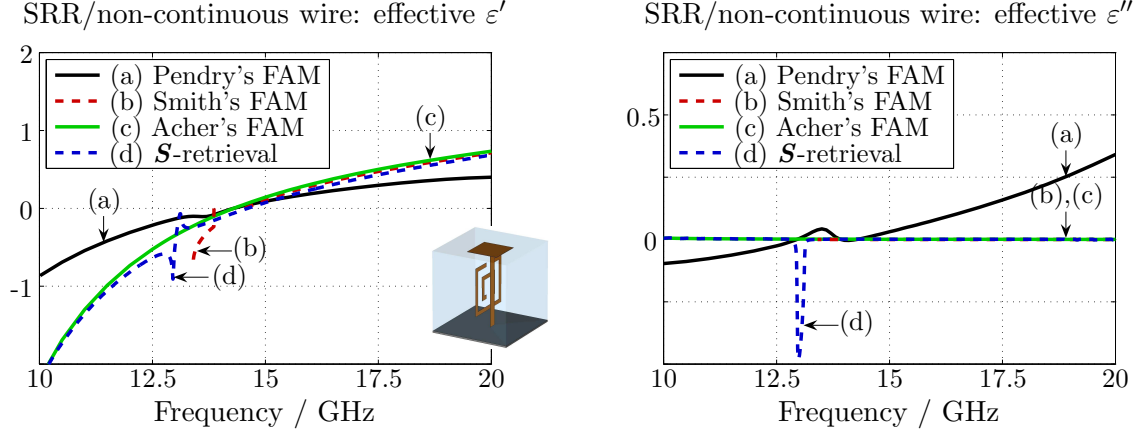 SRR/non-continuous wire: effective ε′
2
1
0
-1
(a) Pendry's FAM
(b) Smith's FAM
(c) Acher's FAM
(d) S-retrieval
(c)
(a)
(b)
(d)
10
12.5
15
17.5
20
Frequency / GHz
SRR/non-continuous wire: effective ε′′
0.5
0
(a) Pendry's FAM
(b) Smith's FAM
(c) Acher's FAM
(d) S-retrieval
(a)
(b),(c)
(d)
10
12.5
15
17.5
20
Frequency / GHz